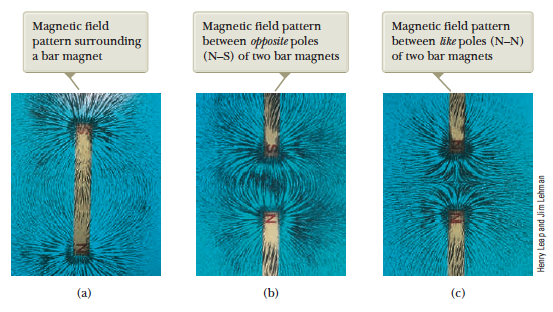 Magnetic field
pattern surrounding
a bar magnet
Magnetic field pattern
between opposite poles
(N–S) of two bar magnets
Magnetic field pattern
between like poles (N–N)
of two bar magnets
S
N
S
N
N
(a)
(b)
(c)
Henry Leap and Jim Lehman